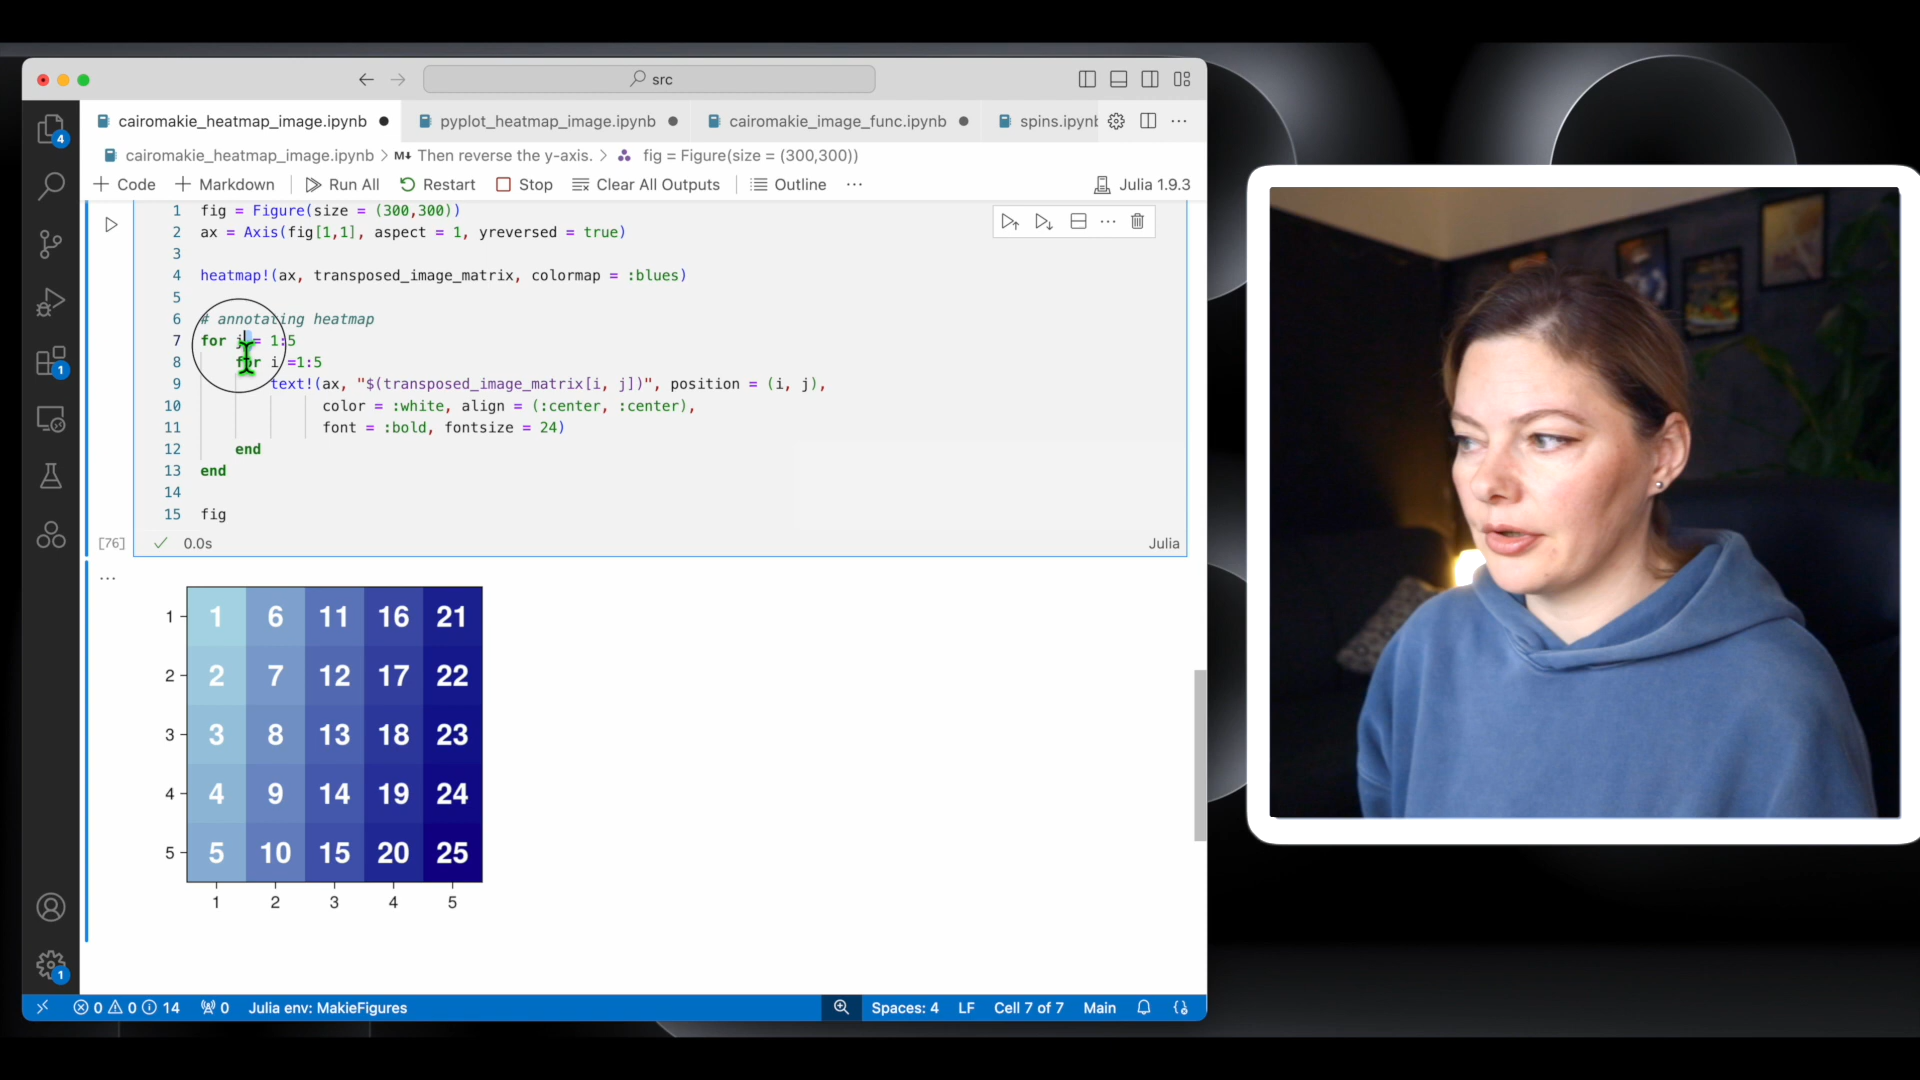 src
cairomakie_heatmap_image.ipynb pyplot_heatmap_image.ipynb cairomakie_image_func.ipynb spins.ipynb
cairomakie_heatmap_image.ipynb > M↓ Then reverse the y-axis. > fig = Figure(size = (300,300))
+ Code + Markdown Run All Restart Stop Clear All Outputs Outline ... Julia 1.9.3
1 fig = Figure(size = (300,300))
2 ax = Axis(fig[1,1], aspect = 1, yreversed = true)
3
4 heatmap!(ax, transposed_image_matrix, colormap = :blues)
5
6 # annotating heatmap
7 for j = 1:5
8 for i =1:5
9 text!(ax, "$(transposed_image_matrix[i, j])", position = (i, j),
10 color = :white, align = (:center, :center),
11 font = :bold, fontsize = 24)
12 end
13 end
14
15 fig
[76] 0.0s Julia
...
1 1 6 11 16 21
2 2 7 12 17 22
3 3 8 13 18 23
4 4 9 14 19 24
5 5 10 15 20 25
1 2 3 4 5
4
1
1
0 0 14 0 Julia env: MakieFigures Spaces: 4 LF Cell 7 of 7 Main